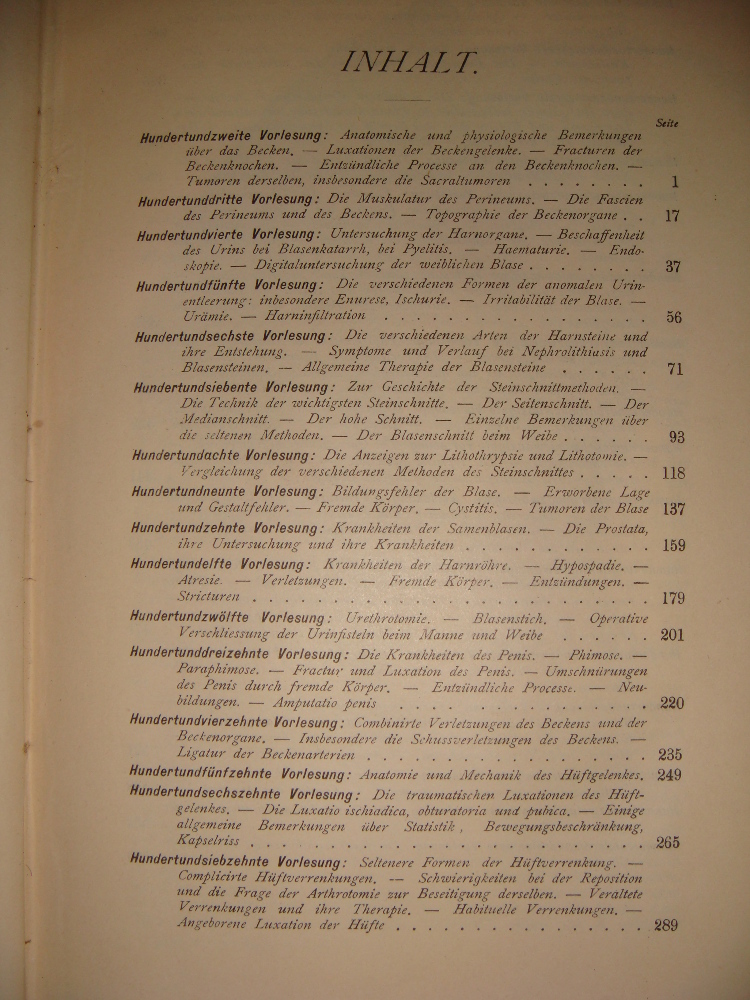 INHALT.
Seite
Hundertundzweite Vorlesung: Anatomische und physiologische Bemerkungen
über das Becken. — Luxationen der Beckengelenke. — Fracturen der
Beckenknochen. — Entzündliche Processe an den Beckenknochen. —
Tumoren derselben, insbesondere die Sacraltumoren . . . . . . . . 1
Hundertunddritte Vorlesung: Die Muskulatur des Perineums. — Die Fascien
des Perineums und des Beckens. — Topographie der Beckenorgane . . 17
Hundertundvierte Vorlesung: Untersuchung der Harnorgane. — Beschaffenheit
des Urins bei Blasenkatarrh, bei Pyelitis. — Haematurie. — Endo-
skopie. — Digitaluntersuchung der weiblichen Blase . . . . . . . . 37
Hundertundfünfte Vorlesung: Die verschiedenen Formen der anomalen Urin-
entleerung: inbesondere Enurese, Ischurie. — Irritabilität der Blase. —
Urämie. — Harninfiltration . . . . . . . . . . . . . . . . . 56
Hundertundsechste Vorlesung: Die verschiedenen Arten der Harnsteine und
ihre Entstehung. — Symptome und Verlauf bei Nephrolithiasis und
Blasensteinen. — Allgemeine Therapie der Blasensteine . . . . . . 71
Hundertundsiebente Vorlesung: Zur Geschichte der Steinschnittmethoden. —
Die Technik der wichtigsten Steinschnitte. — Der Seitenschnitt. — Der
Medianschnitt. — Der hohe Schnitt. — Einzelne Bemerkungen über
die seltenen Methoden. — Der Blasenschnitt beim Weibe . . . . . . 93
Hundertundachte Vorlesung: Die Anzeigen zur Lithothrypsie und Lithotomie. —
Vergleichung der verschiedenen Methoden des Steinschnittes . . . . . 118
Hundertundneunte Vorlesung: Bildungsfehler der Blase. — Erworbene Lage
und Gestaltfehler. — Fremde Körper. — Cystitis. — Tumoren der Blase 137
Hundertundzehnte Vorlesung: Krankheiten der Samenblasen. — Die Prostata,
ihre Untersuchung und ihre Krankheiten . . . . . . . . . . . . 159
Hundertundelfte Vorlesung: Krankheiten der Harnröhre. — Hypospadie. —
Atresie. — Verletzungen. — Fremde Körper. — Entzündungen. —
Stricturen . . . . . . . . . . . . . . . . . . . . . . . . . 179
Hundertundzwölfte Vorlesung: Urethrotomie. — Blasenstich. — Operative
Verschliessung der Urinfisteln beim Manne und Weibe . . . . . . 201
Hundertunddreizehnte Vorlesung: Die Krankheiten des Penis. — Phimose. —
Paraphimose. — Fractur und Luxation des Penis. — Umschnürungen
des Penis durch fremde Körper. — Entzündliche Processe. — Neu-
bildungen. — Amputatio penis . . . . . . . . . . . . . 220
Hundertundvierzehnte Vorlesung: Combinirte Verletzungen des Beckens und der
Beckenorgane. — Insbesondere die Schussverletzungen des Beckens. —
Ligatur der Beckenarterien . . . . . . . . . . . . . . . . . 235
Hundertundfünfzehnte Vorlesung: Anatomie und Mechanik des Hüftgelenkes. 249
Hundertundsechszehnte Vorlesung: Die traumatischen Luxationen des Hüft-
gelenkes. — Die Luxatio ischiadica, obturatoria und pubica. — Einige
allgemeine Bemerkungen über Statistik, Bewegungsbeschränkung,
Kapselriss . . . . . . . . . . . . . . . . . . . . . . . . 265
Hundertundsiebzehnte Vorlesung: Seltenere Formen der Hüftverrenkung. —
Complicirte Hüftverrenkungen. — Schwierigkeiten bei der Reposition
und die Frage der Arthrotomie zur Beseitigung derselben. — Veraltete
Verrenkungen und ihre Therapie. — Habituelle Verrenkungen. —
Angeborene Luxation der Hüfte . . . . . . . . . . . . . . 289